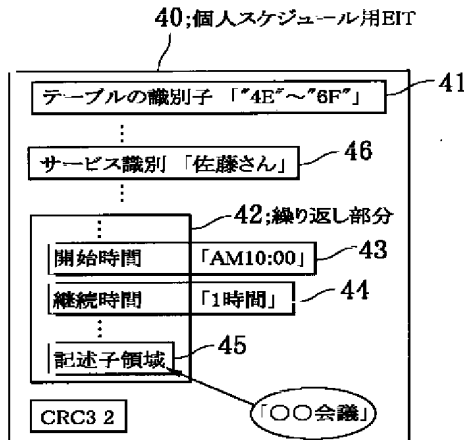 40;個人スケジュール用EIT
テーブルの識別子 「"4E"～"6F"」
41
⋮
サービス識別 「佐藤さん」
46
⋮
42;繰り返し部分
⋮
開始時間 「AM10:00」
43
継続時間 「1時間」
44
⋮
記述子領域
45
「〇〇会議」
CRC3 2